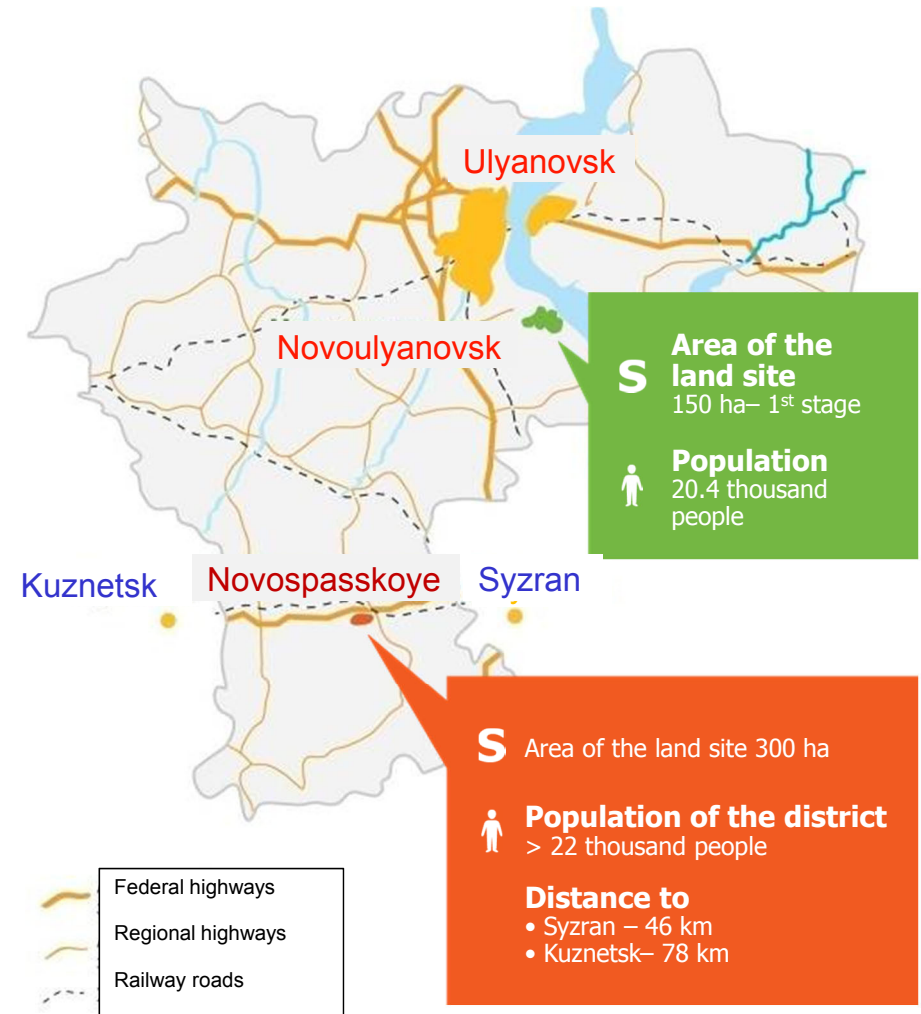 Ulyanovsk
Novoulyanovsk
S
Area of the
land site
150 ha– 1st stage
Population
20.4 thousand
people
Kuznetsk
Novospasskoye
Syzran
S
Area of the land site 300 ha
Population of the district
> 22 thousand people
Distance to
• Syzran – 46 km
• Kuznetsk– 78 km
Federal highways
Regional highways
Railway roads